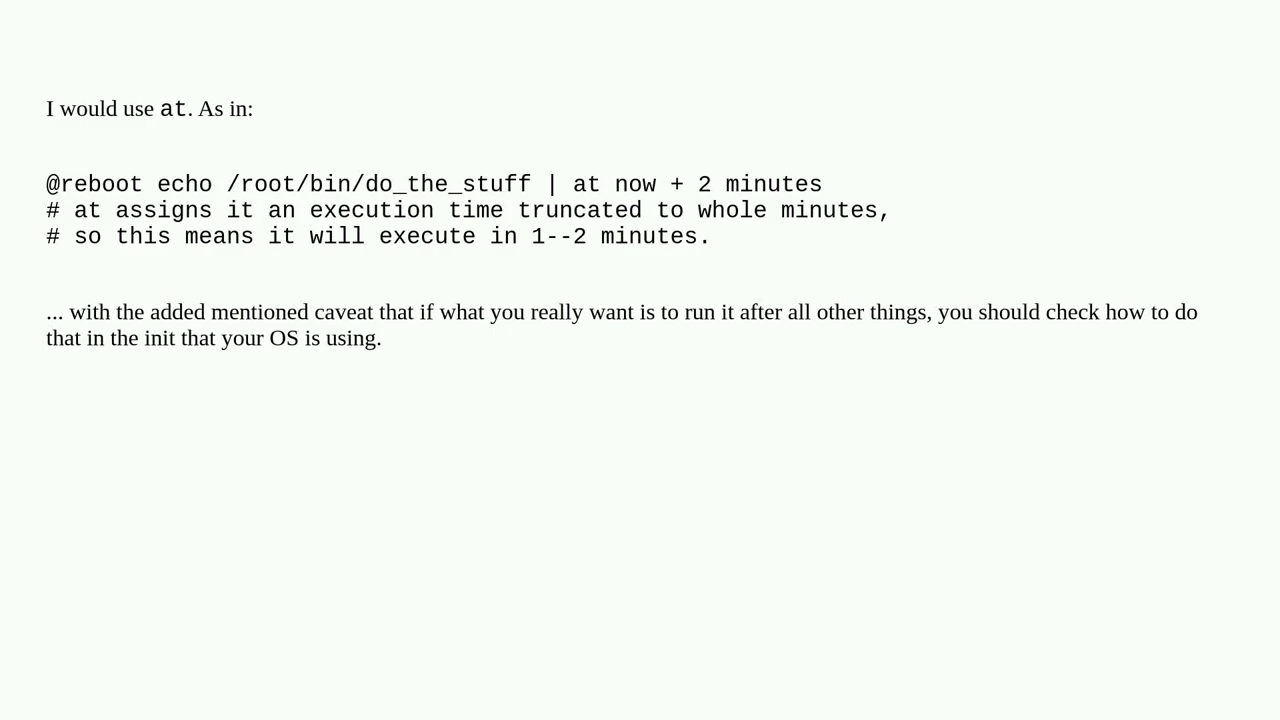 I would use at. As in:
@reboot echo /root/bin/do_the_stuff | at now + 2 minutes
# at assigns it an execution time truncated to whole minutes,
# so this means it will execute in 1--2 minutes.
... with the added mentioned caveat that if what you really want is to run it after all other things, you should check how to do
that in the init that your OS is using.